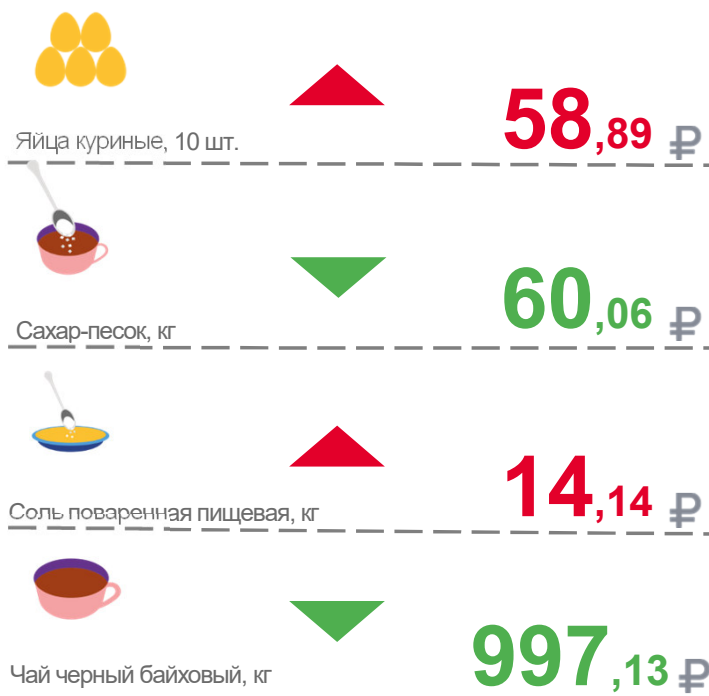 Яйца куриные, 10 шт. 58,89 ₽
Сахар-песок, кг 60,06 ₽
Соль поваренная пищевая, кг 14,14 ₽
Чай черный байховый, кг 997,13 ₽